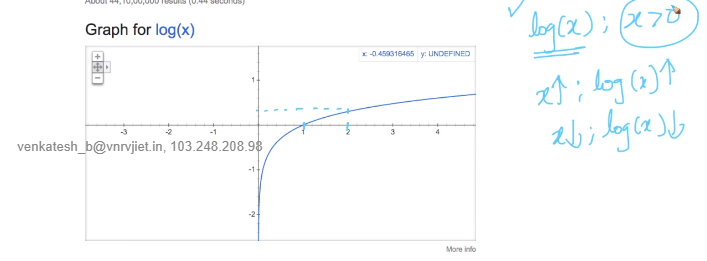 About 44,10,00,000 results (0.44 seconds)
Graph for log(x)
x: -0.459316465 y: UNDEFINED
log(x) ; x > 0
x↑ ; log(x)↑
x↓ ; log(x)↓
1
-3 -2 -1 1 2 3 4
venkatesh_b@vnrvjiet.in, 103.248.208.98
-1
-2
More info